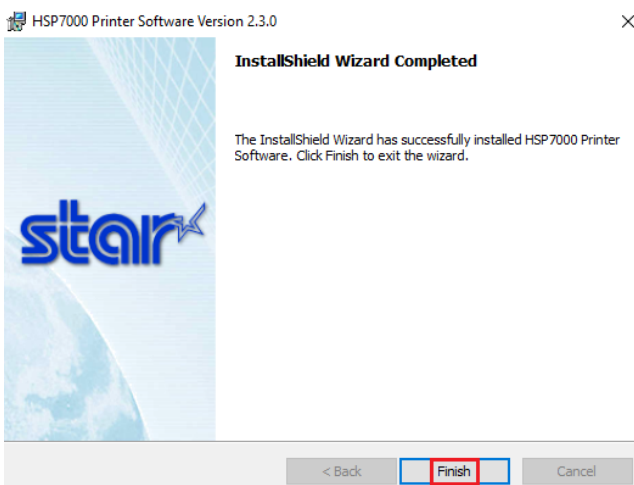 HSP7000 Printer Software Version 2.3.0
InstallShield Wizard Completed
The InstallShield Wizard has successfully installed HSP7000 Printer
Software. Click Finish to exit the wizard.
star
< Back
Finish
Cancel